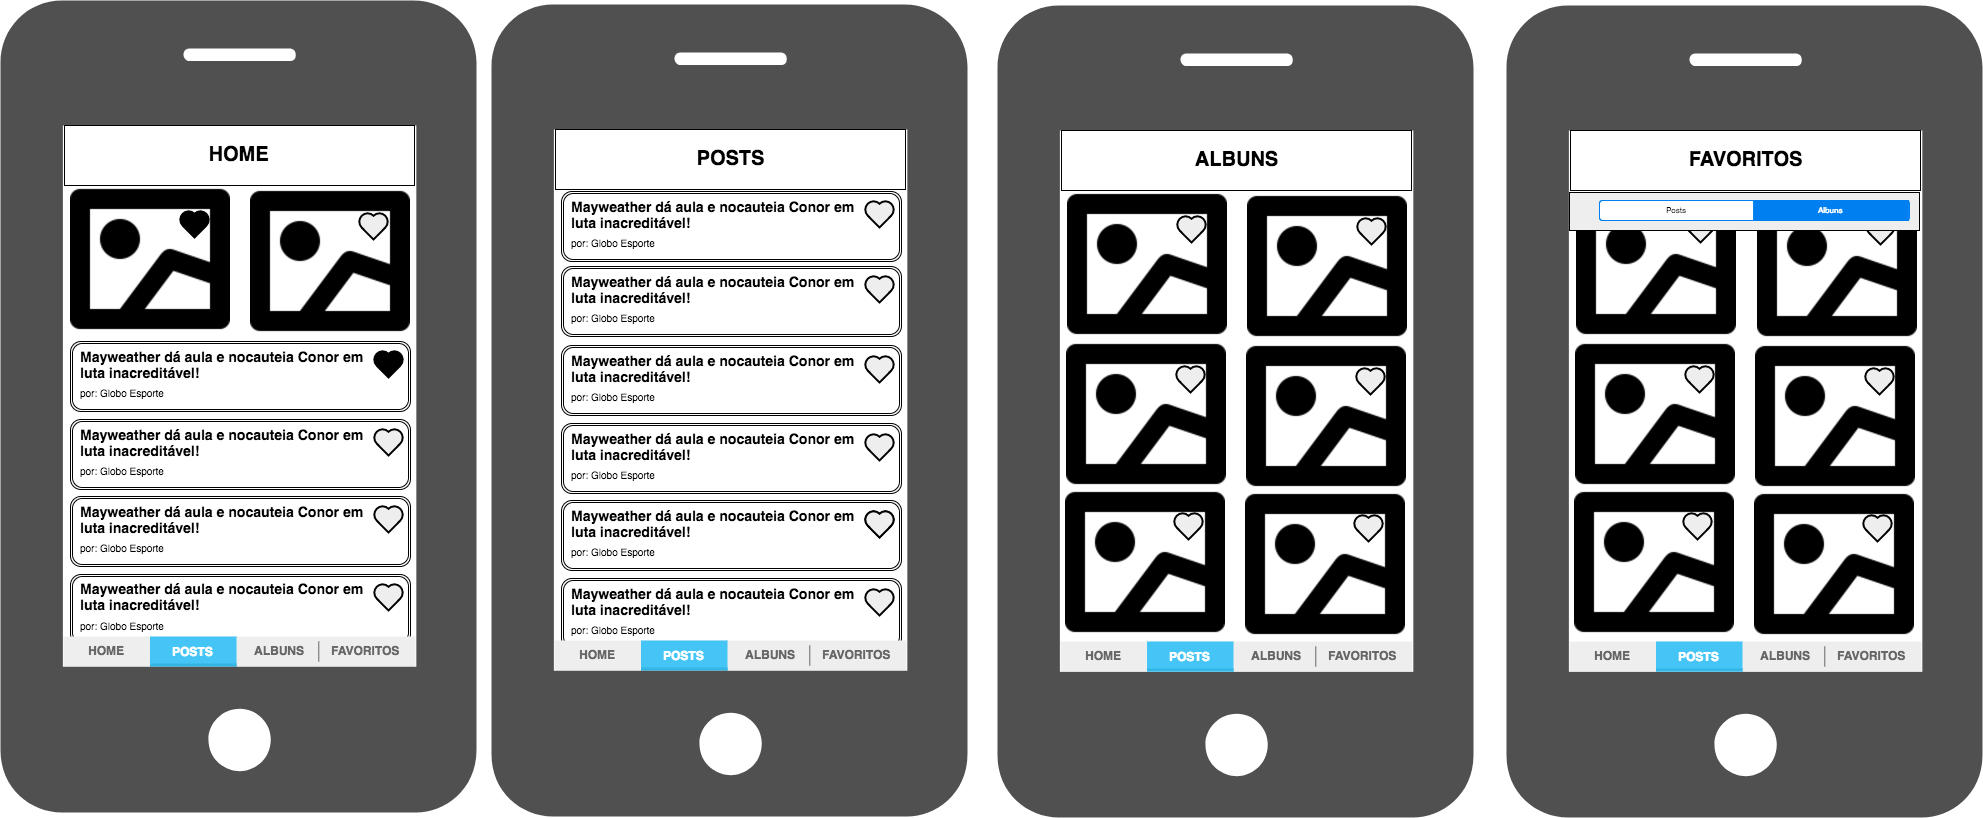 HOME
Mayweather dá aula e nocauteia Conor em
luta inacreditável!
por: Globo Esporte
Mayweather dá aula e nocauteia Conor em
luta inacreditável!
por: Globo Esporte
Mayweather dá aula e nocauteia Conor em
luta inacreditável!
por: Globo Esporte
Mayweather dá aula e nocauteia Conor em
luta inacreditável!
por: Globo Esporte
HOME POSTS ALBUNS FAVORITOS
POSTS
Mayweather dá aula e nocauteia Conor em
luta inacreditável!
por: Globo Esporte
Mayweather dá aula e nocauteia Conor em
luta inacreditável!
por: Globo Esporte
Mayweather dá aula e nocauteia Conor em
luta inacreditável!
por: Globo Esporte
Mayweather dá aula e nocauteia Conor em
luta inacreditável!
por: Globo Esporte
Mayweather dá aula e nocauteia Conor em
luta inacreditável!
por: Globo Esporte
Mayweather dá aula e nocauteia Conor em
luta inacreditável!
por: Globo Esporte
HOME POSTS ALBUNS FAVORITOS
ALBUNS
HOME POSTS ALBUNS FAVORITOS
FAVORITOS
Posts Albuns
HOME POSTS ALBUNS FAVORITOS